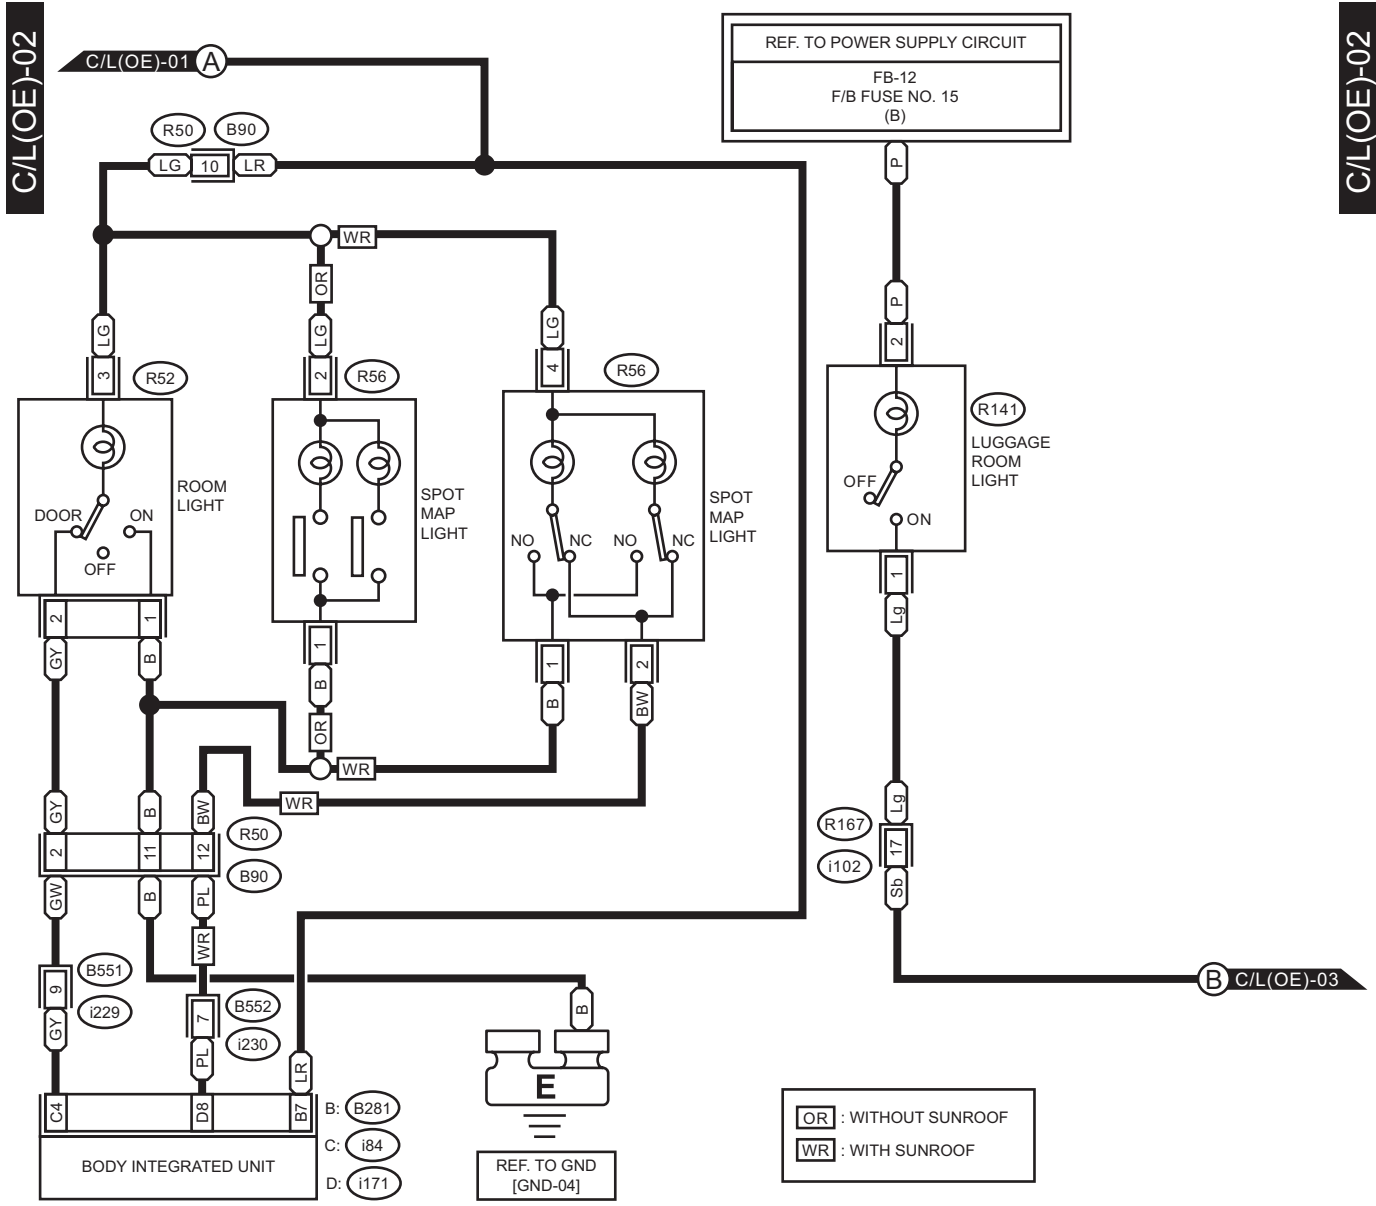 C/L(OE)-02
C/L(OE)-02
C/L(OE)-01 A
REF. TO POWER SUPPLY CIRCUIT
FB-12
F/B FUSE NO. 15
(B)
R50 B90
LG 10 LR
P
WR
OR
LG
LG
LG
P
3
R52
2
R56
4
R56
2
R141
LUGGAGE
ROOM
LIGHT
OFF
ON
ROOM
LIGHT
DOOR
ON
OFF
SPOT
MAP
LIGHT
NO
NC
NO
NC
SPOT
MAP
LIGHT
2
1
GY
B
1
B
OR
WR
1
2
B
BW
WR
1
Lg
GY
B
BW
2
11
12
R50
B90
GW
B
PL
WR
Lg
R167
17
i102
Sb
9
B551
i229
GY
7
B552
i230
PL
LR
B
E
B C/L(OE)-03
C4
D8
B7
B: B281
C: i84
D: i171
BODY INTEGRATED UNIT
REF. TO GND
[GND-04]
OR : WITHOUT SUNROOF
WR : WITH SUNROOF